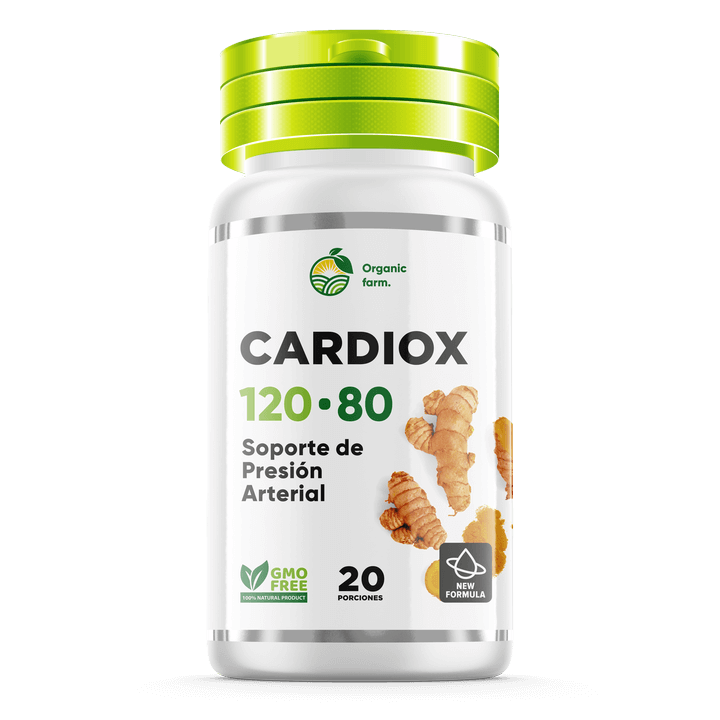 Organic
farm.
CARDIOX
120•80
Soporte de
Presión
Arterial
GMO
FREE
100% NATURAL PRODUCT
20
PORCIONES
NEW
FORMULA